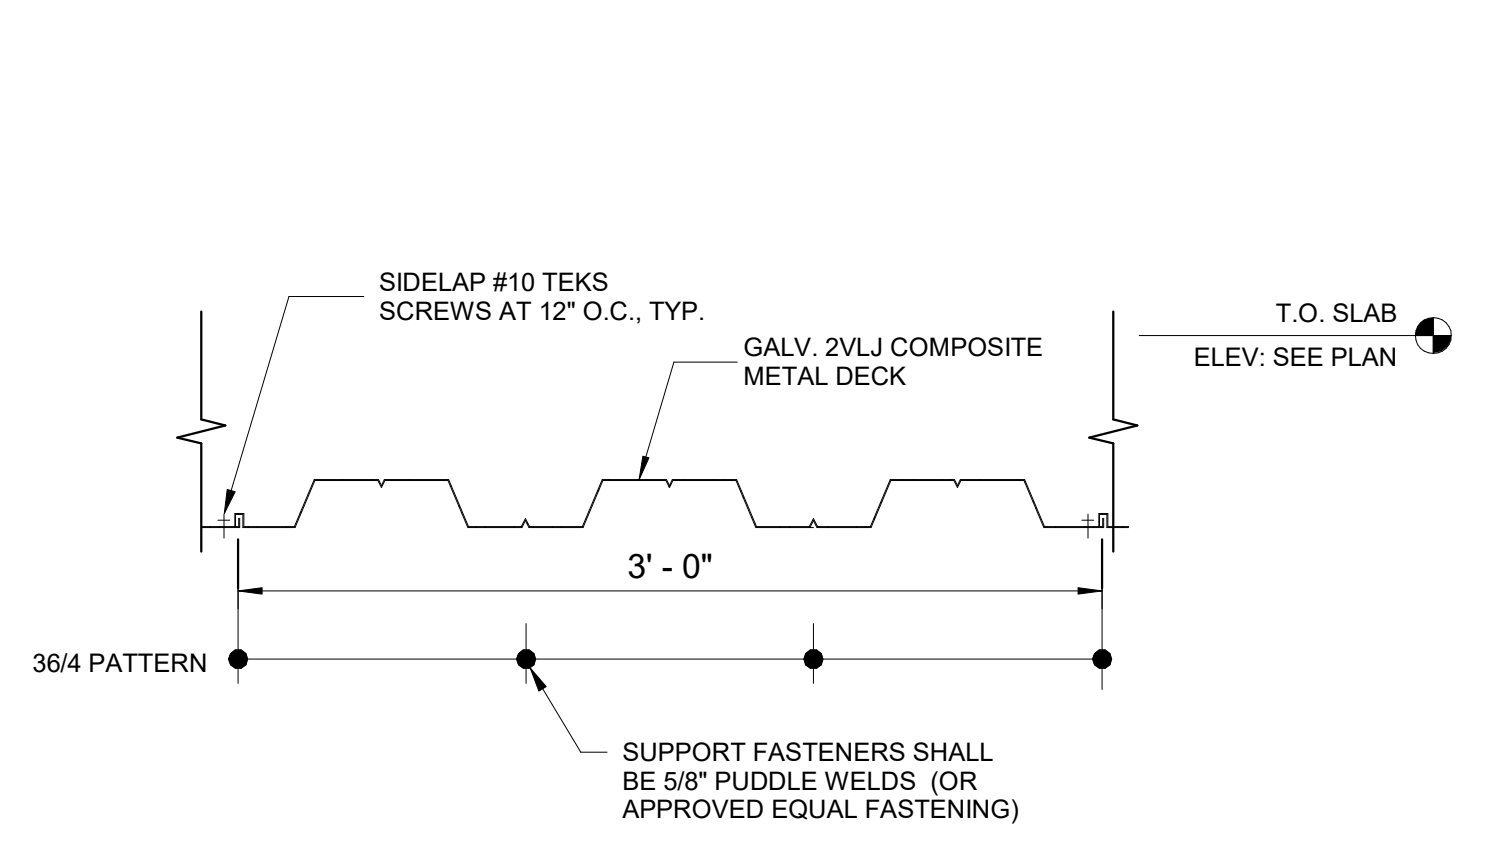 SIDELAP #10 TEKS
SCREWS AT 12" O.C., TYP.
GALV. 2VLJ COMPOSITE
METAL DECK
T.O. SLAB
ELEV: SEE PLAN
3' - 0"
36/4 PATTERN
SUPPORT FASTENERS SHALL
BE 5/8" PUDDLE WELDS (OR
APPROVED EQUAL FASTENING)